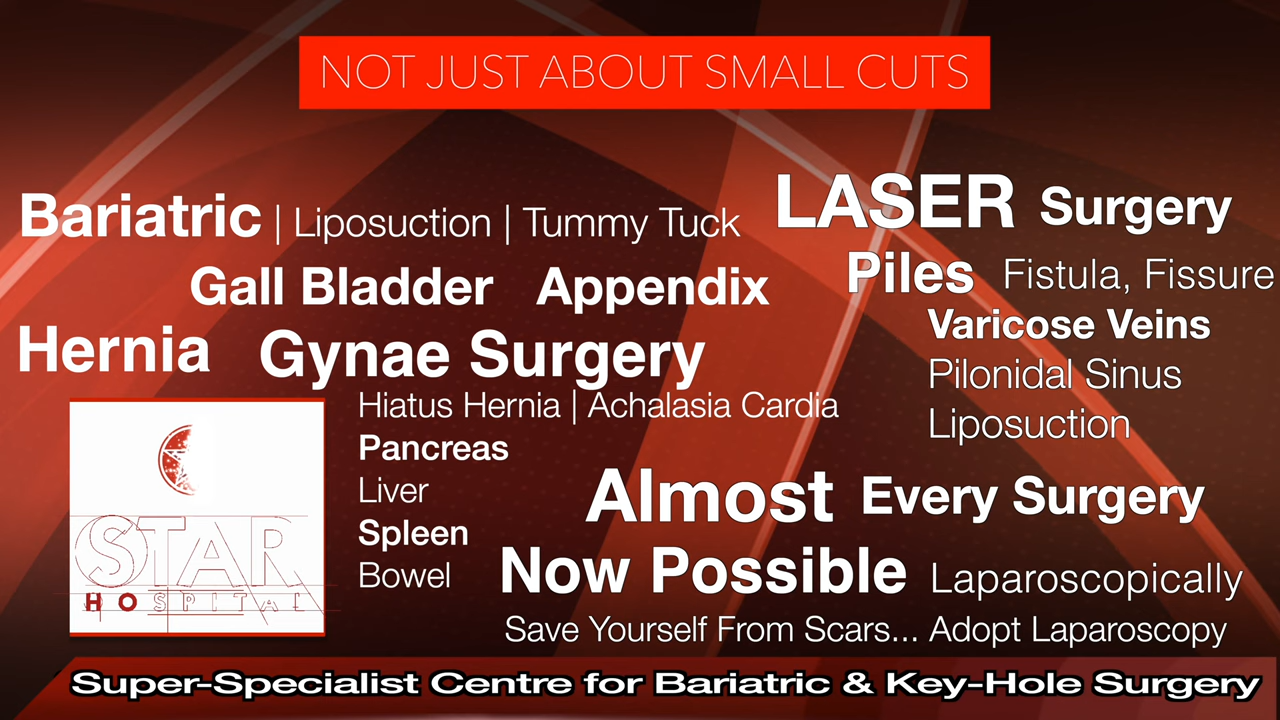 NOT JUST ABOUT SMALL CUTS
Bariatric | Liposuction | Tummy Tuck
Gall Bladder Appendix
Hernia Gynae Surgery
Hiatus Hernia | Achalasia Cardia
Pancreas
Liver
Spleen
Bowel
LASER Surgery
Piles Fistula, Fissure
Varicose Veins
Pilonidal Sinus
Liposuction
Almost Every Surgery
Now Possible Laparoscopically
Save Yourself From Scars... Adopt Laparoscopy
STAR
HOSPITAL
Super-Specialist Centre for Bariatric & Key-Hole Surgery